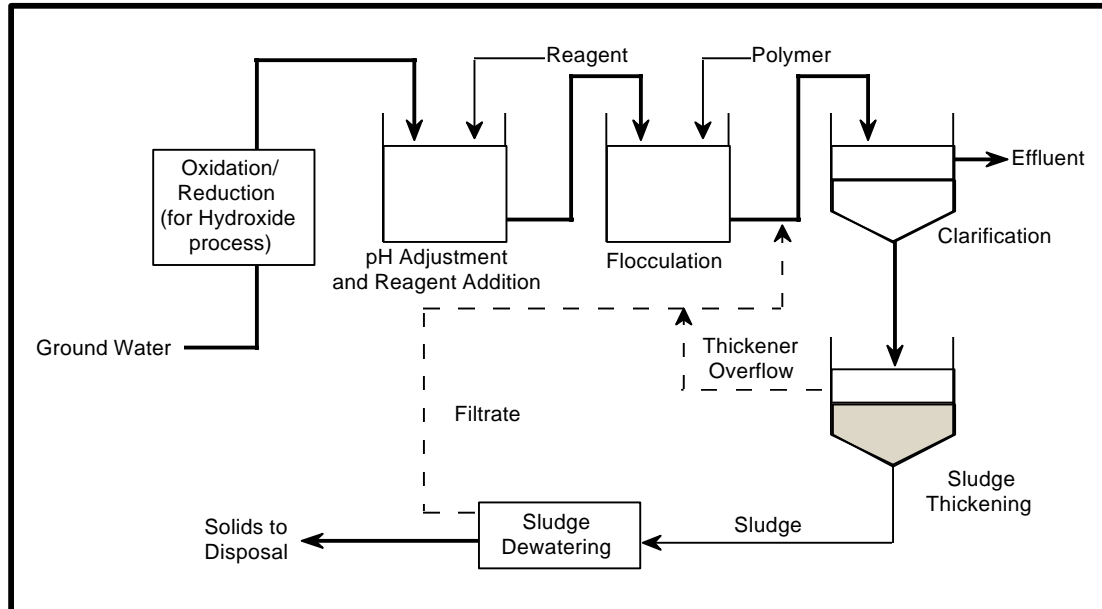 Reagent
Polymer
Oxidation/
Reduction
(for Hydroxide
process)
Effluent
pH Adjustment
and Reagent Addition
Flocculation
Clarification
Ground Water
Thickener
Overflow
Filtrate
Sludge
Thickening
Solids to
Disposal
Sludge
Dewatering
Sludge